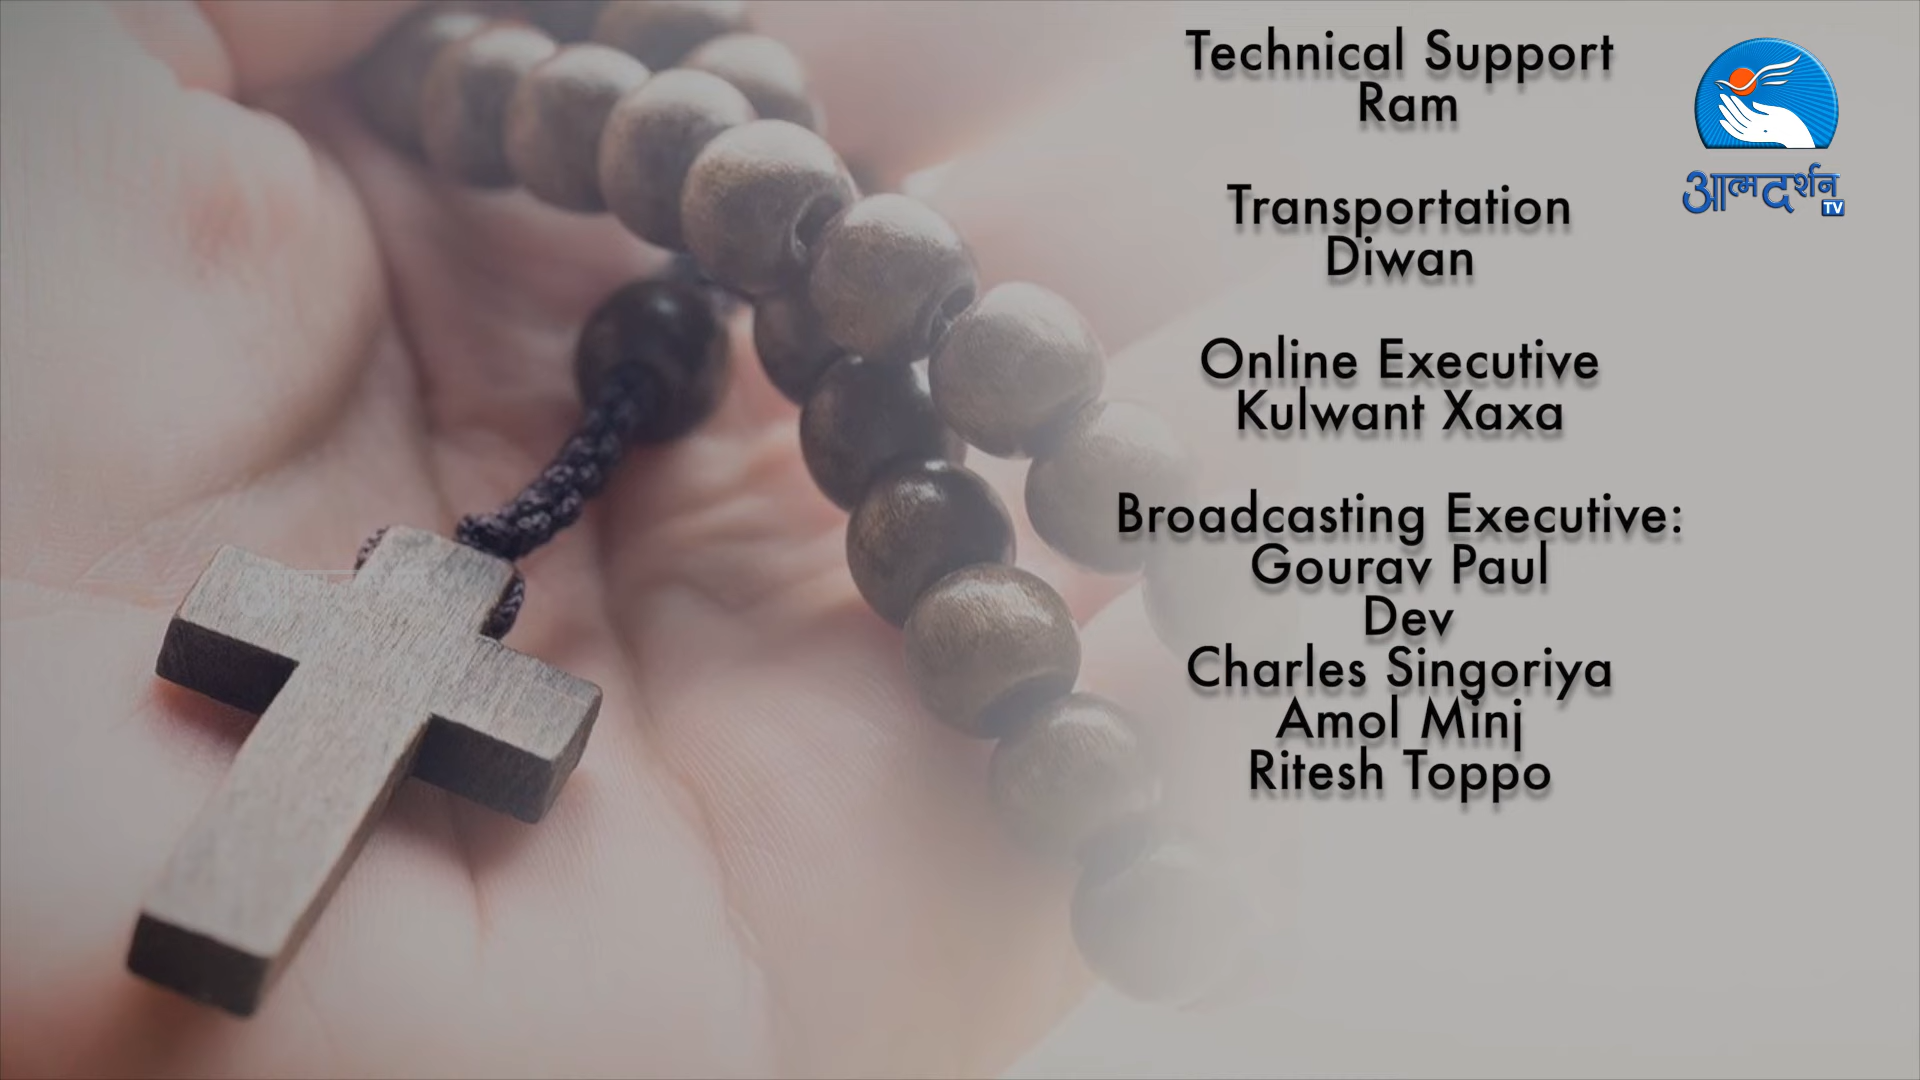 Technical Support
Ram
Transportation
Diwan
Online Executive
Kulwant Xaxa
Broadcasting Executive:
Gourav Paul
Dev
Charles Singoriya
Amol Minj
Ritesh Toppo
आत्मदर्शन
TV